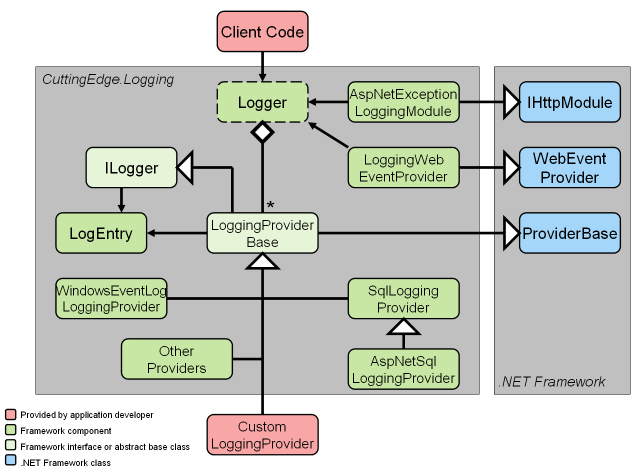 Client Code
CuttingEdge.Logging
Logger
AspNetException
LoggingModule
IHttpModule
ILogger
LoggingWeb
EventProvider
WebEvent
Provider
*
LogEntry
LoggingProvider
Base
ProviderBase
WindowsEventLog
LoggingProvider
SqlLogging
Provider
Other
Providers
AspNetSql
LoggingProvider
.NET Framework
Custom
LoggingProvider
Provided by application developer
Framework component
Framework interface or abstract base class
.NET Framework class